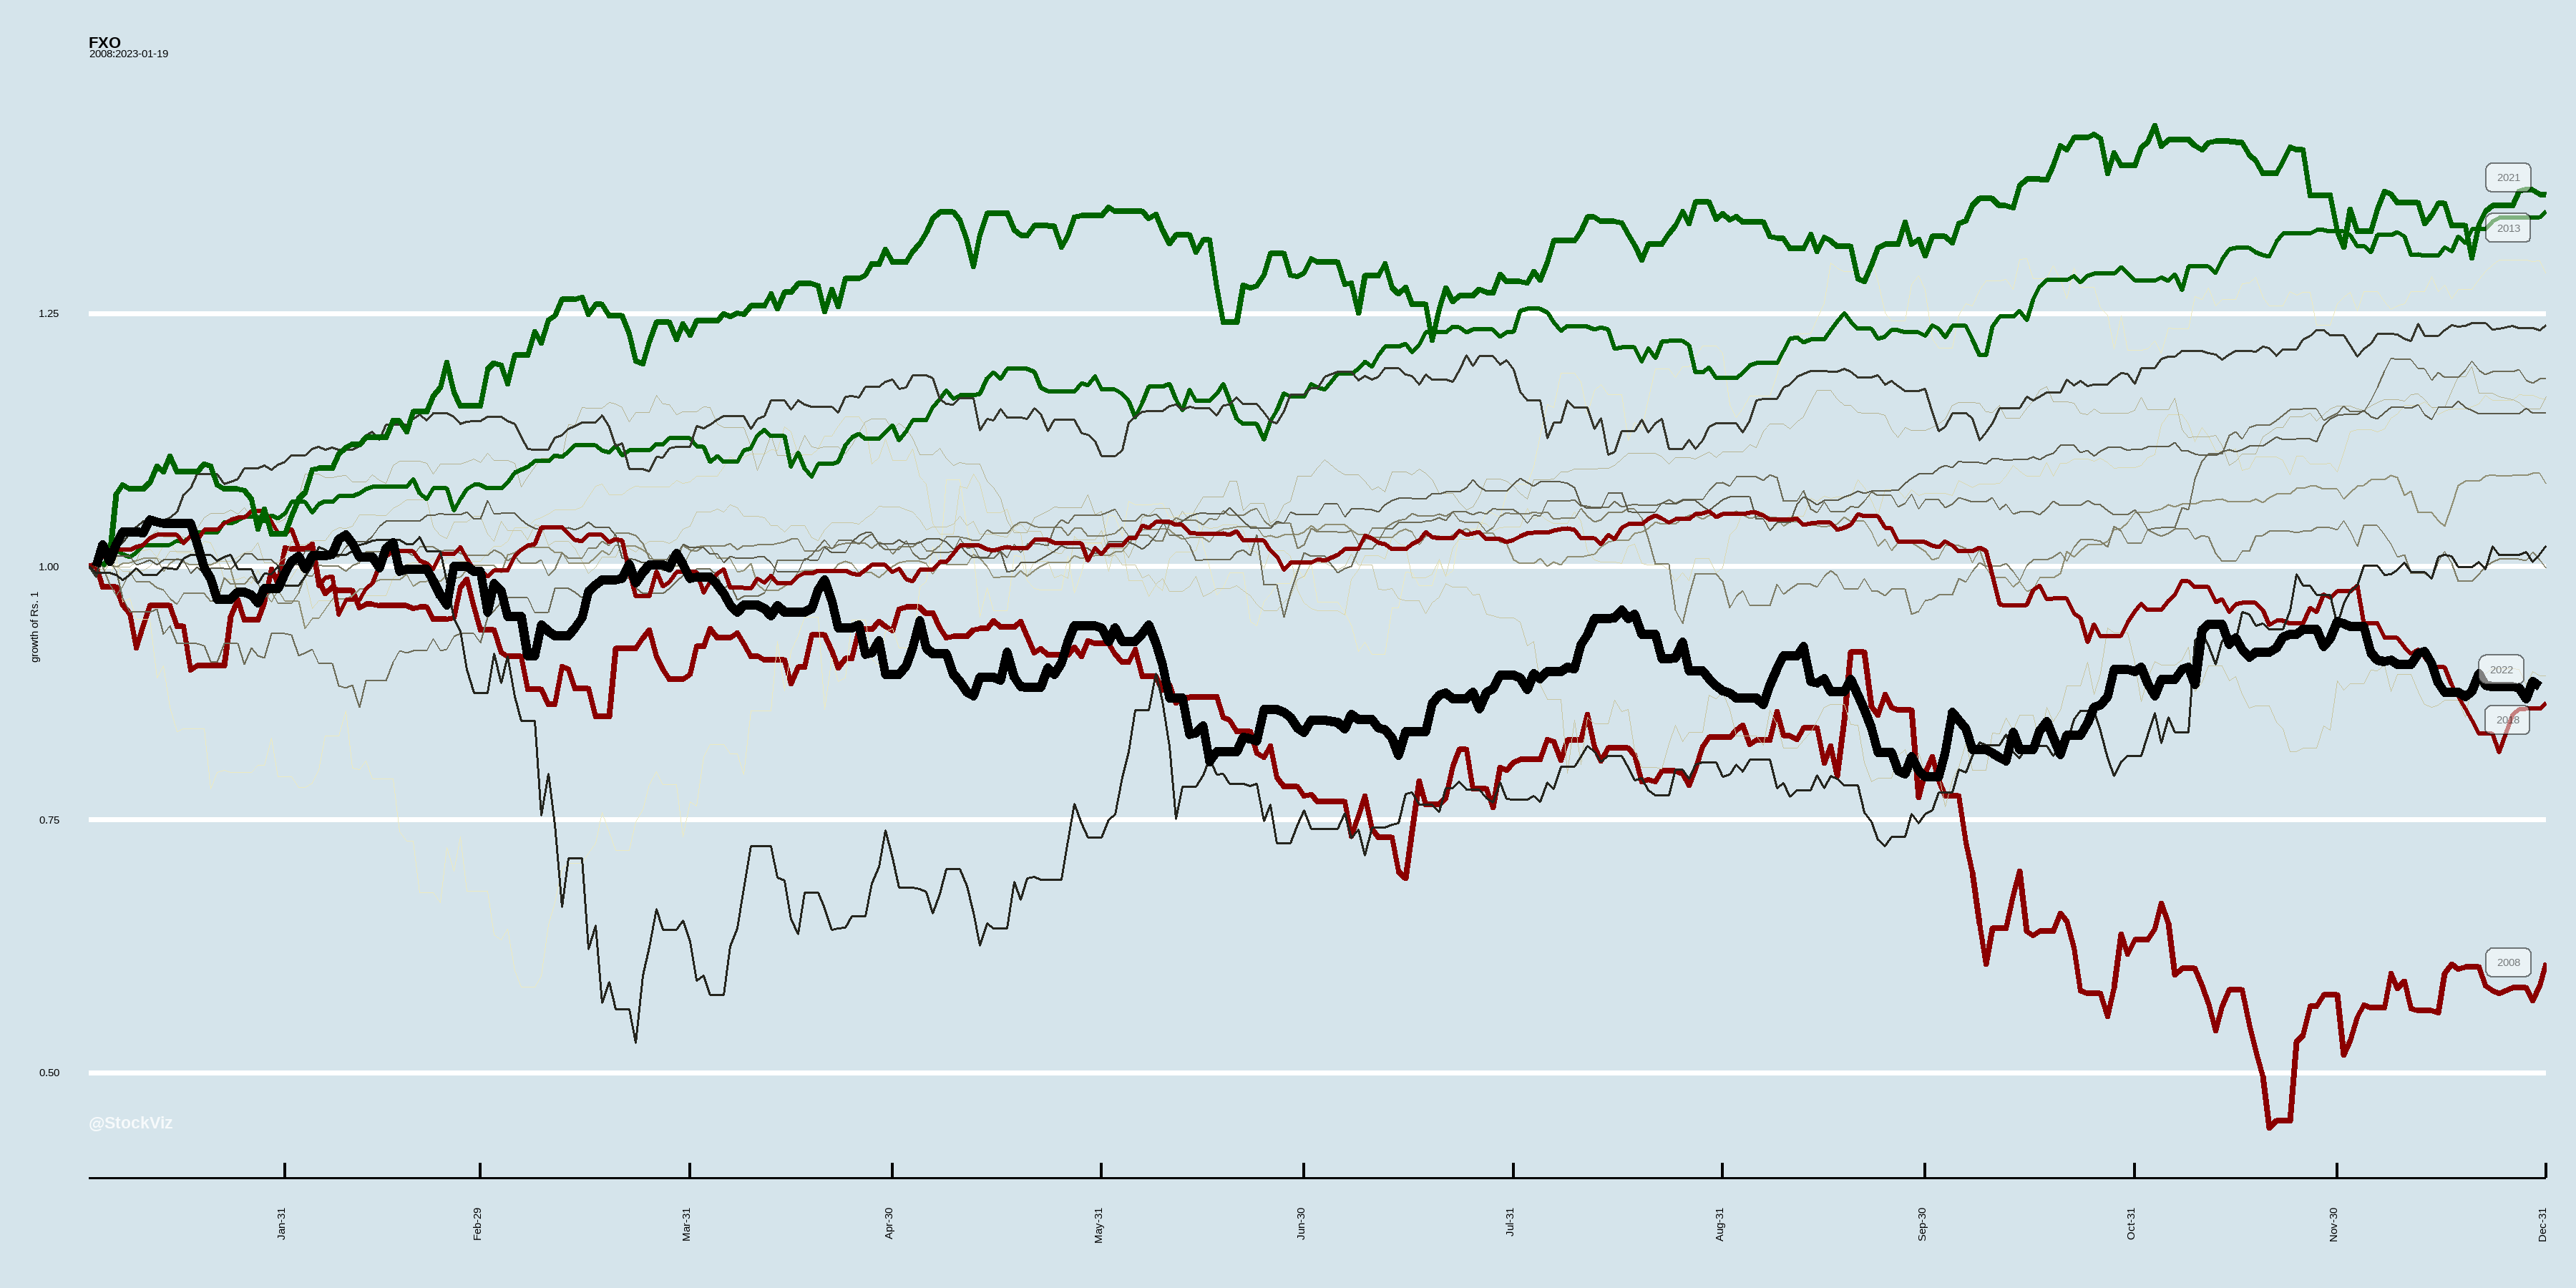 FXO
2008:2023-01-19
2021
2013
1.25
1.00
growth of Rs. 1
2022
2018
0.75
2008
0.50
@StockViz
Jan-31
Feb-29
Mar-31
Apr-30
May-31
Jun-30
Jul-31
Aug-31
Sep-30
Oct-31
Nov-30
Dec-31